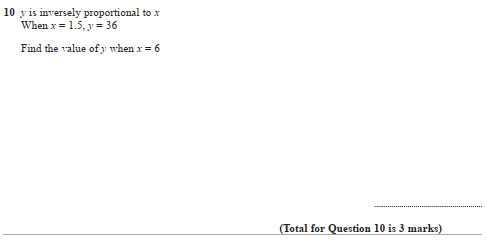 10 y is inversely proportional to x
When x = 1.5, y = 36
Find the value of y when x = 6
(Total for Question 10 is 3 marks)